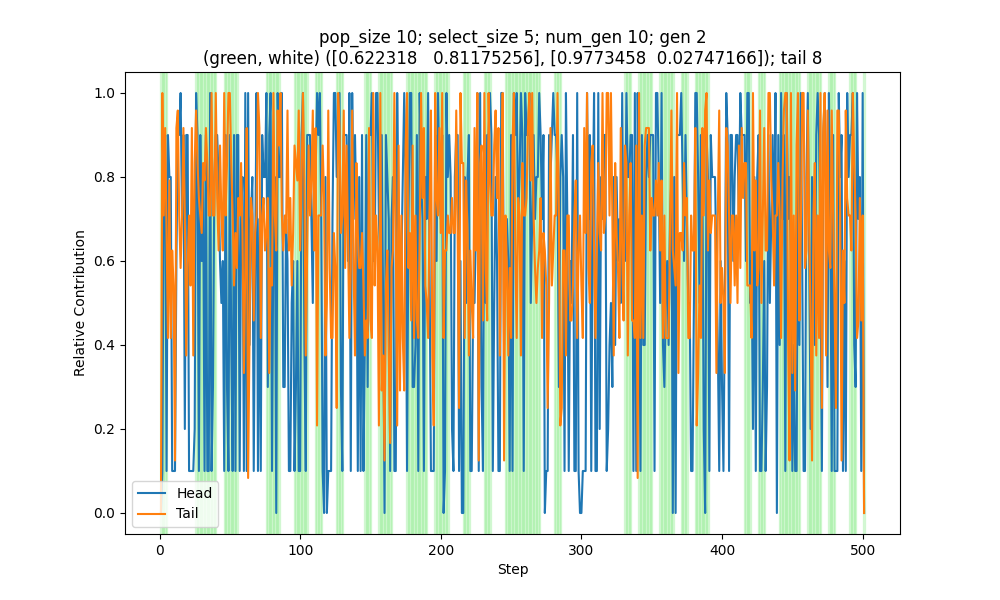 pop_size 10; select_size 5; num_gen 10; gen 2
(green, white) ([0.622318   0.81175256], [0.9773458  0.02747166]); tail 8
1.0
0.8
0.6
0.4
0.2
0.0
Relative Contribution
Head
Tail
0
100
200
300
400
500
Step